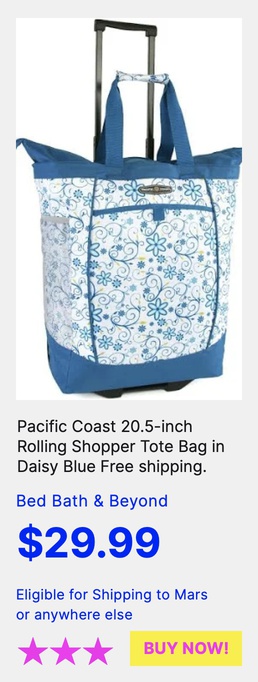 Pacific Coast 20.5-inch
Rolling Shopper Tote Bag in
Daisy Blue Free shipping.
Bed Bath & Beyond
$29.99
Eligible for Shipping to Mars
or anywhere else
BUY NOW!